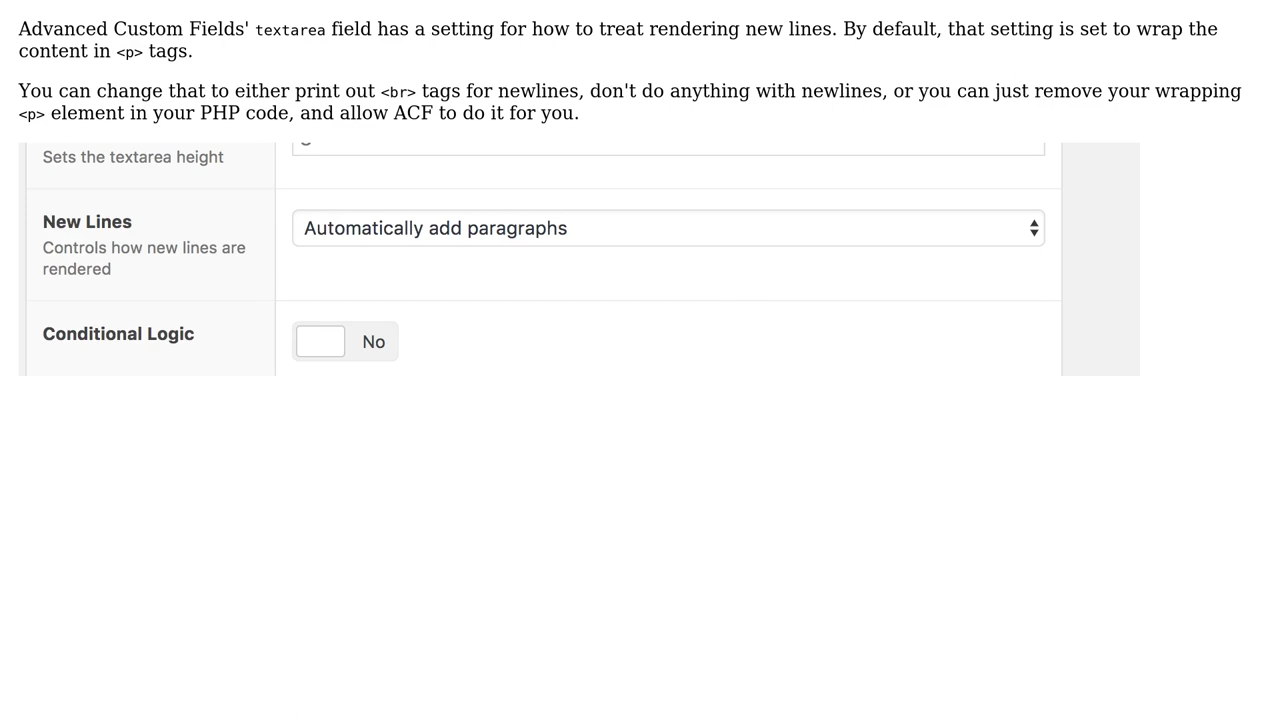 Advanced Custom Fields' textarea field has a setting for how to treat rendering new lines. By default, that setting is set to wrap the
content in <p> tags.
You can change that to either print out <br> tags for newlines, don't do anything with newlines, or you can just remove your wrapping
<p> element in your PHP code, and allow ACF to do it for you.
Sets the textarea height
New Lines
Automatically add paragraphs
Controls how new lines are
rendered
Conditional Logic
No